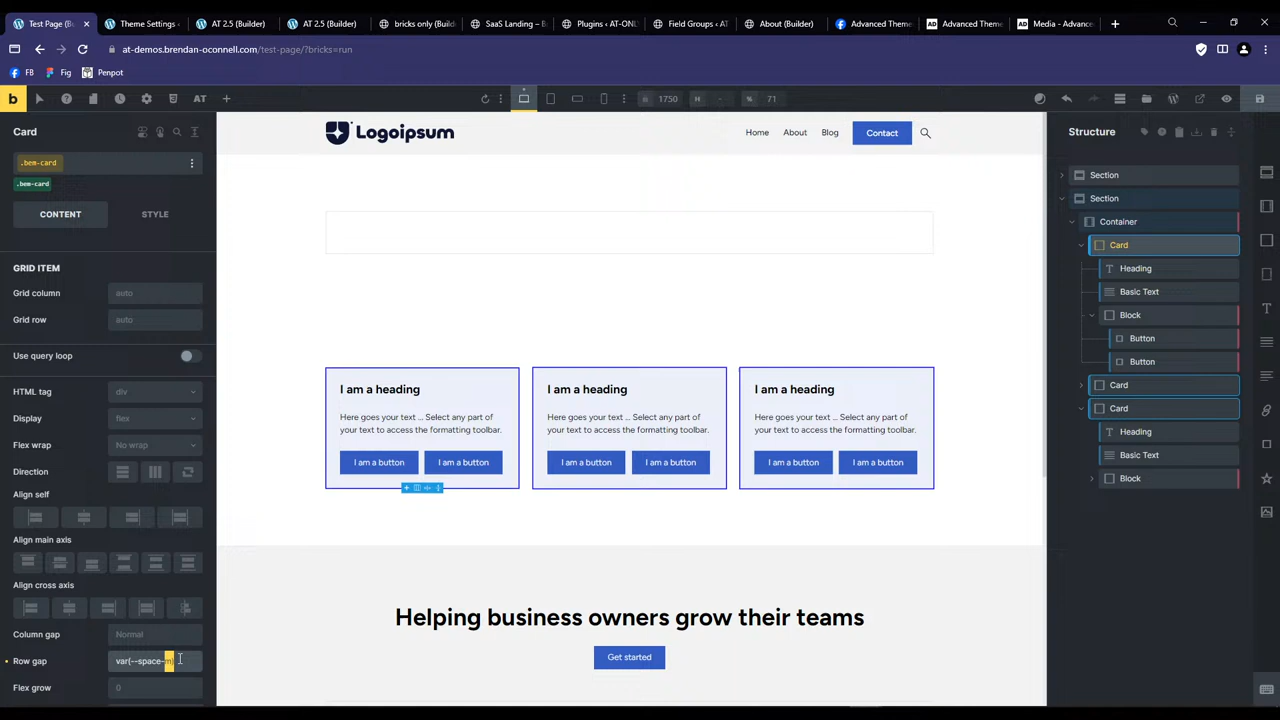 Test Page (Builder)
Theme Settings
AT 2.5 (Builder)
AT 2.5 (Builder)
bricks only (Build
SaaS Landing – B
Plugins ‹ AT-ONL
Field Groups ‹ AT
About (Builder)
Advanced Them
Advanced Theme
Media - Advance
at-demos.brendan-oconnell.com/test-page/?bricks=run
FB
Fig
Penpot
b
AT
1750
H
-
%
71
Card
.bem-card
.bem-card
CONTENT
STYLE
GRID ITEM
Grid column
auto
Grid row
auto
Use query loop
HTML tag
div
Display
flex
Flex wrap
No wrap
Direction
Align self
Align main axis
Align cross axis
Column gap
Normal
Row gap
var(--space-m)
Flex grow
0
Logoipsum
Home
About
Blog
Contact
I am a heading
Here goes your text ... Select any part of
your text to access the formatting toolbar.
I am a button
I am a button
I am a heading
Here goes your text ... Select any part of
your text to access the formatting toolbar.
I am a button
I am a button
I am a heading
Here goes your text ... Select any part of
your text to access the formatting toolbar.
I am a button
I am a button
Helping business owners grow their teams
Get started
Structure
Section
Section
Container
Card
Heading
Basic Text
Block
Button
Button
Card
Card
Heading
Basic Text
Block